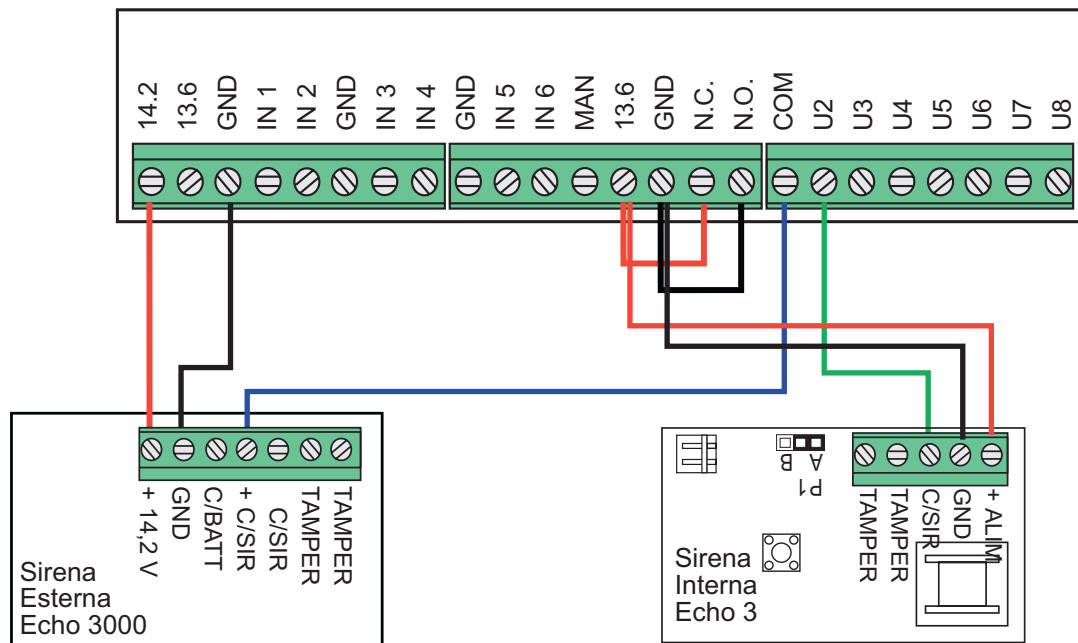 14.2
13.6
GND
IN 1
IN 2
GND
IN 3
IN 4
GND
IN 5
IN 6
MAN
13.6
GND
N.C.
N.O.
COM
U2
U3
U4
U5
U6
U7
U8
+ 14,2 V
GND
C/BATT
+ C/SIR
C/SIR
TAMPER
TAMPER
Sirena
Esterna
Echo 3000
B
A
P1
TAMPER
TAMPER
C/SIR
GND
+ ALIM
Sirena
Interna
Echo 3